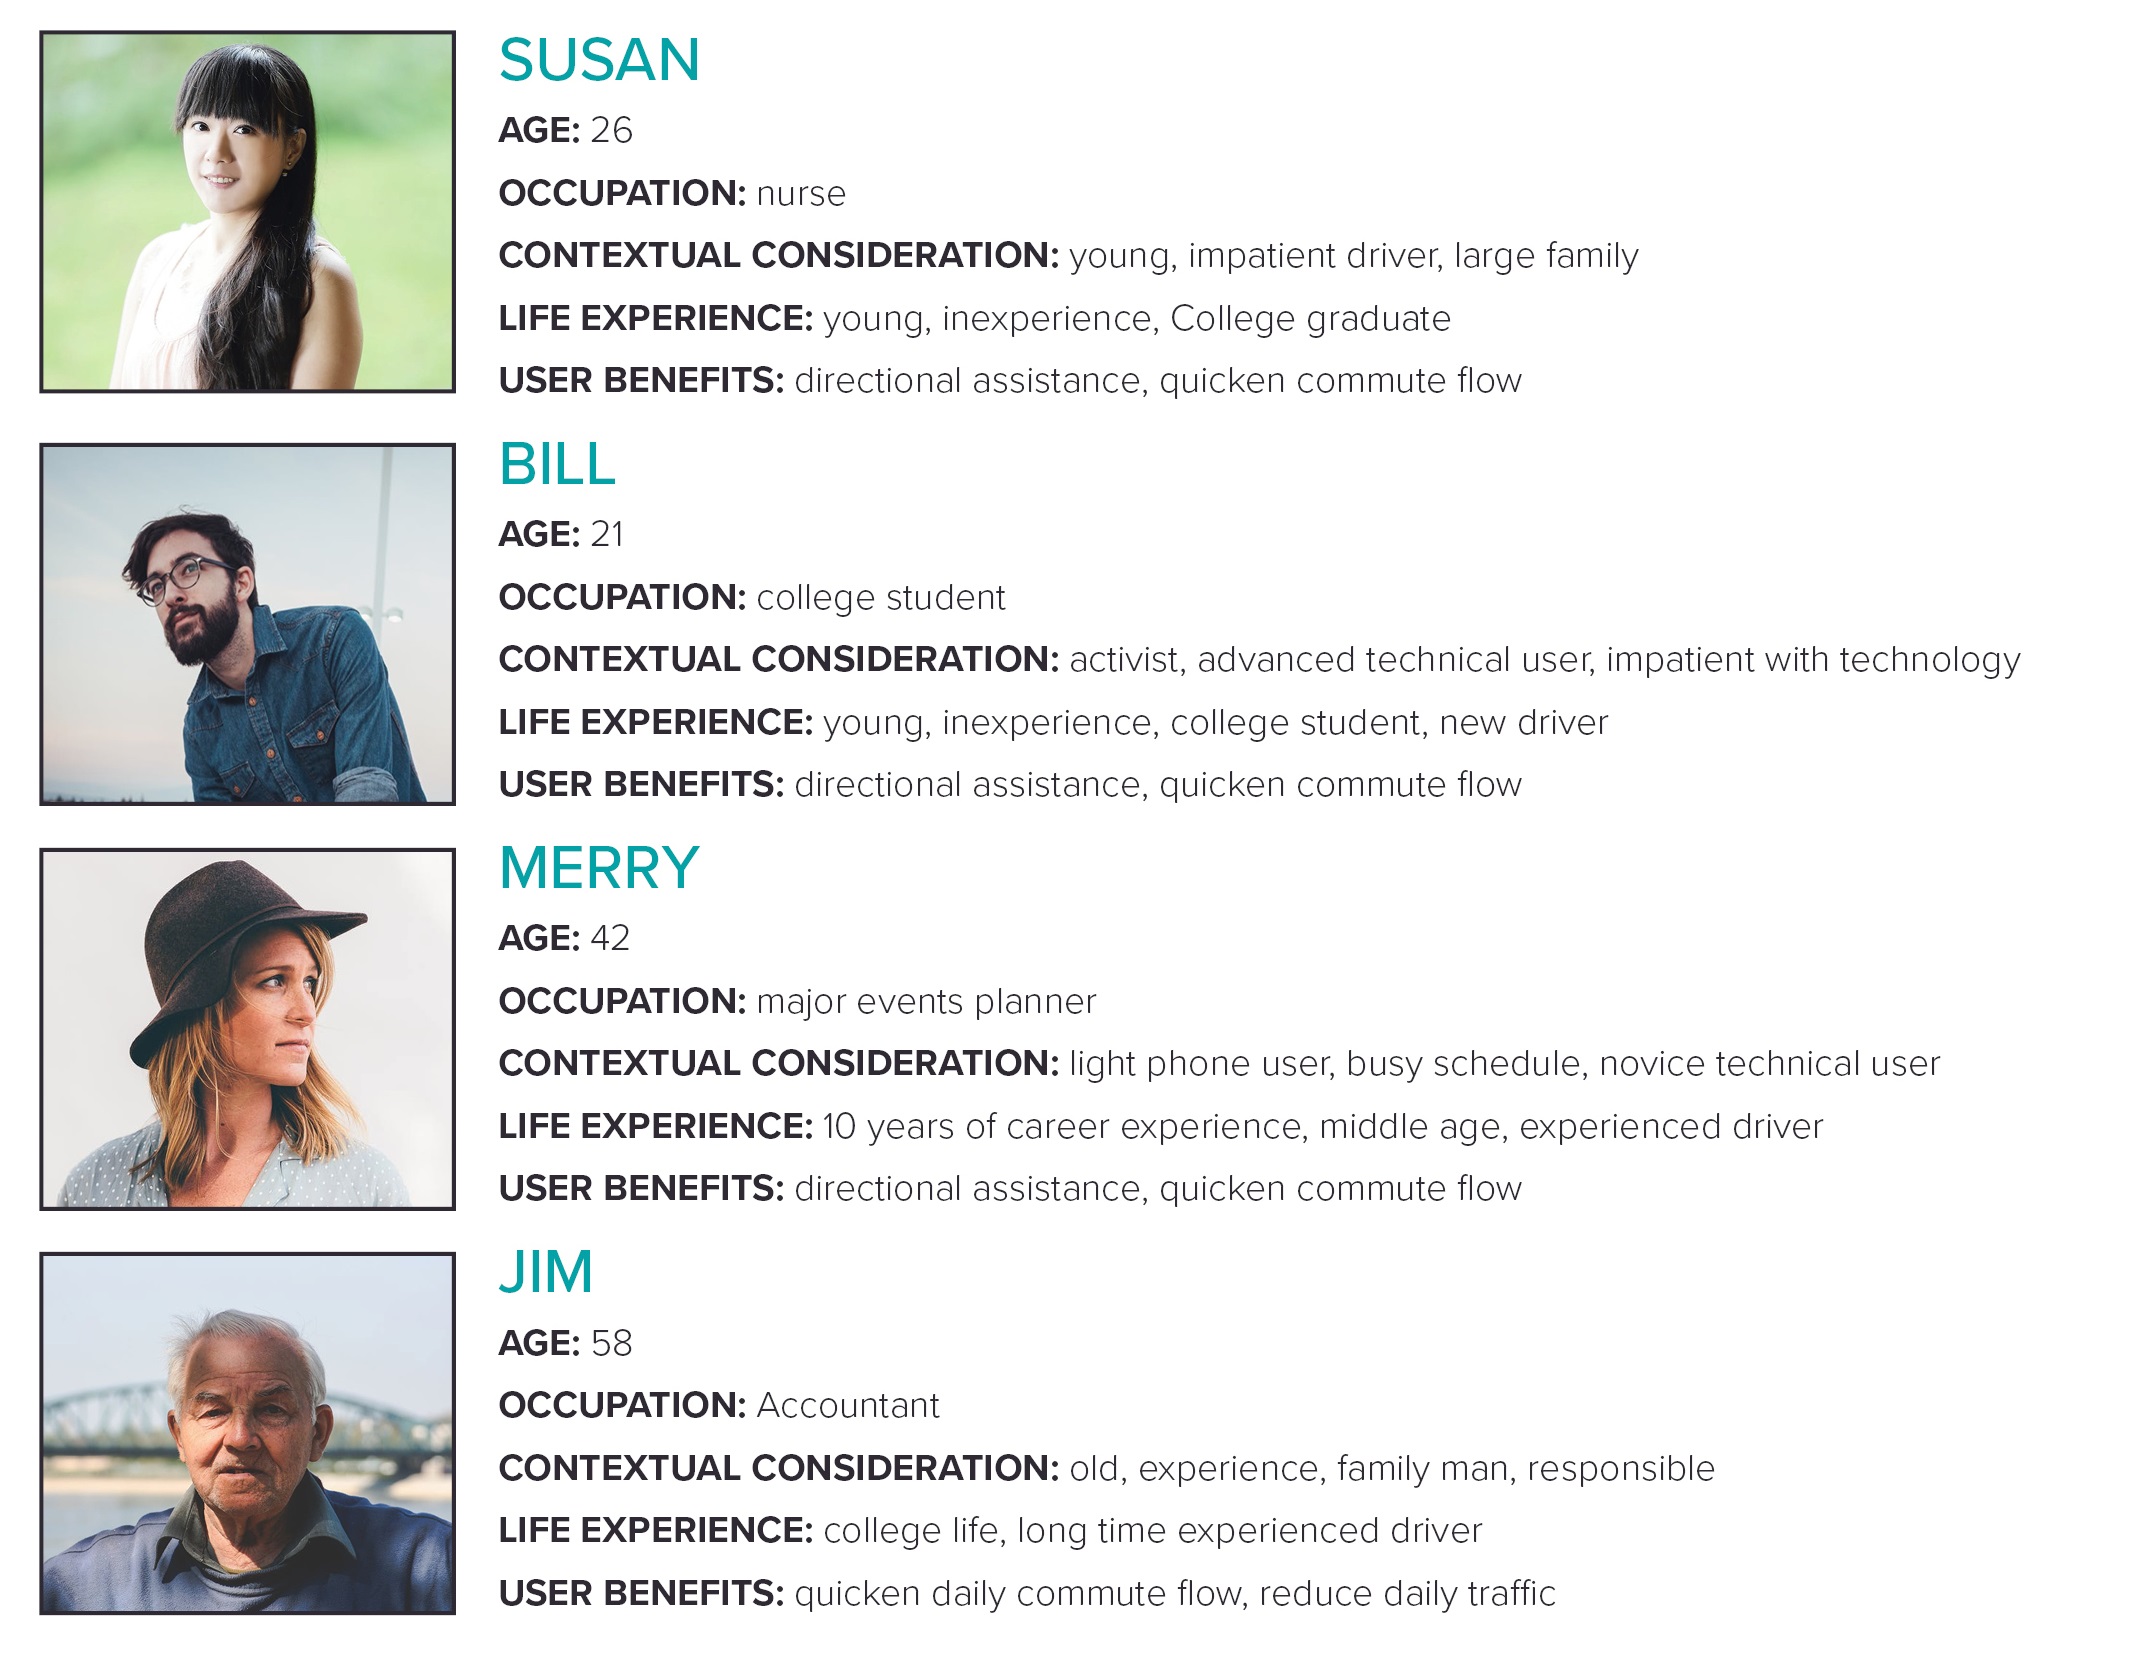 SUSAN
AGE: 26
OCCUPATION: nurse
CONTEXTUAL CONSIDERATION: young, impatient driver, large family
LIFE EXPERIENCE: young, inexperience, College graduate
USER BENEFITS: directional assistance, quicken commute flow
BILL
AGE: 21
OCCUPATION: college student
CONTEXTUAL CONSIDERATION: activist, advanced technical user, impatient with technology
LIFE EXPERIENCE: young, inexperience, college student, new driver
USER BENEFITS: directional assistance, quicken commute flow
MERRY
AGE: 42
OCCUPATION: major events planner
CONTEXTUAL CONSIDERATION: light phone user, busy schedule, novice technical user
LIFE EXPERIENCE: 10 years of career experience, middle age, experienced driver
USER BENEFITS: directional assistance, quicken commute flow
JIM
AGE: 58
OCCUPATION: Accountant
CONTEXTUAL CONSIDERATION: old, experience, family man, responsible
LIFE EXPERIENCE: college life, long time experienced driver
USER BENEFITS: quicken daily commute flow, reduce daily traffic